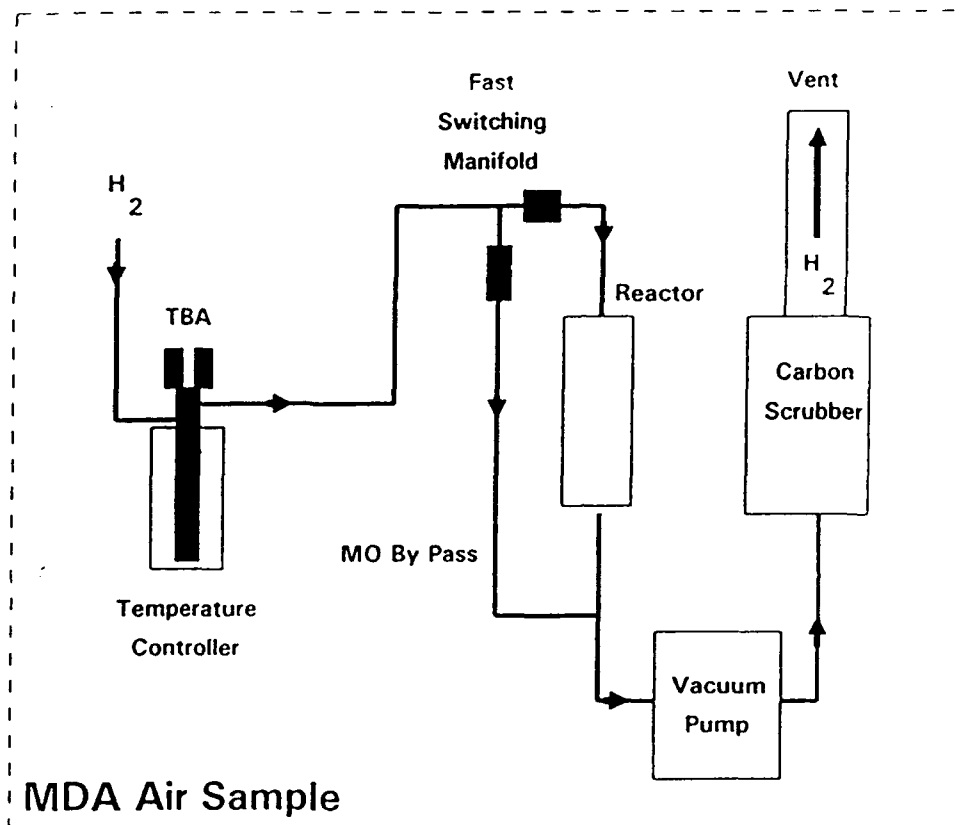 Fast
Switching
Manifold
Vent
H
2
H
2
TBA
Reactor
Carbon
Scrubber
MO By Pass
Temperature
Controller
Vacuum
Pump
MDA Air Sample